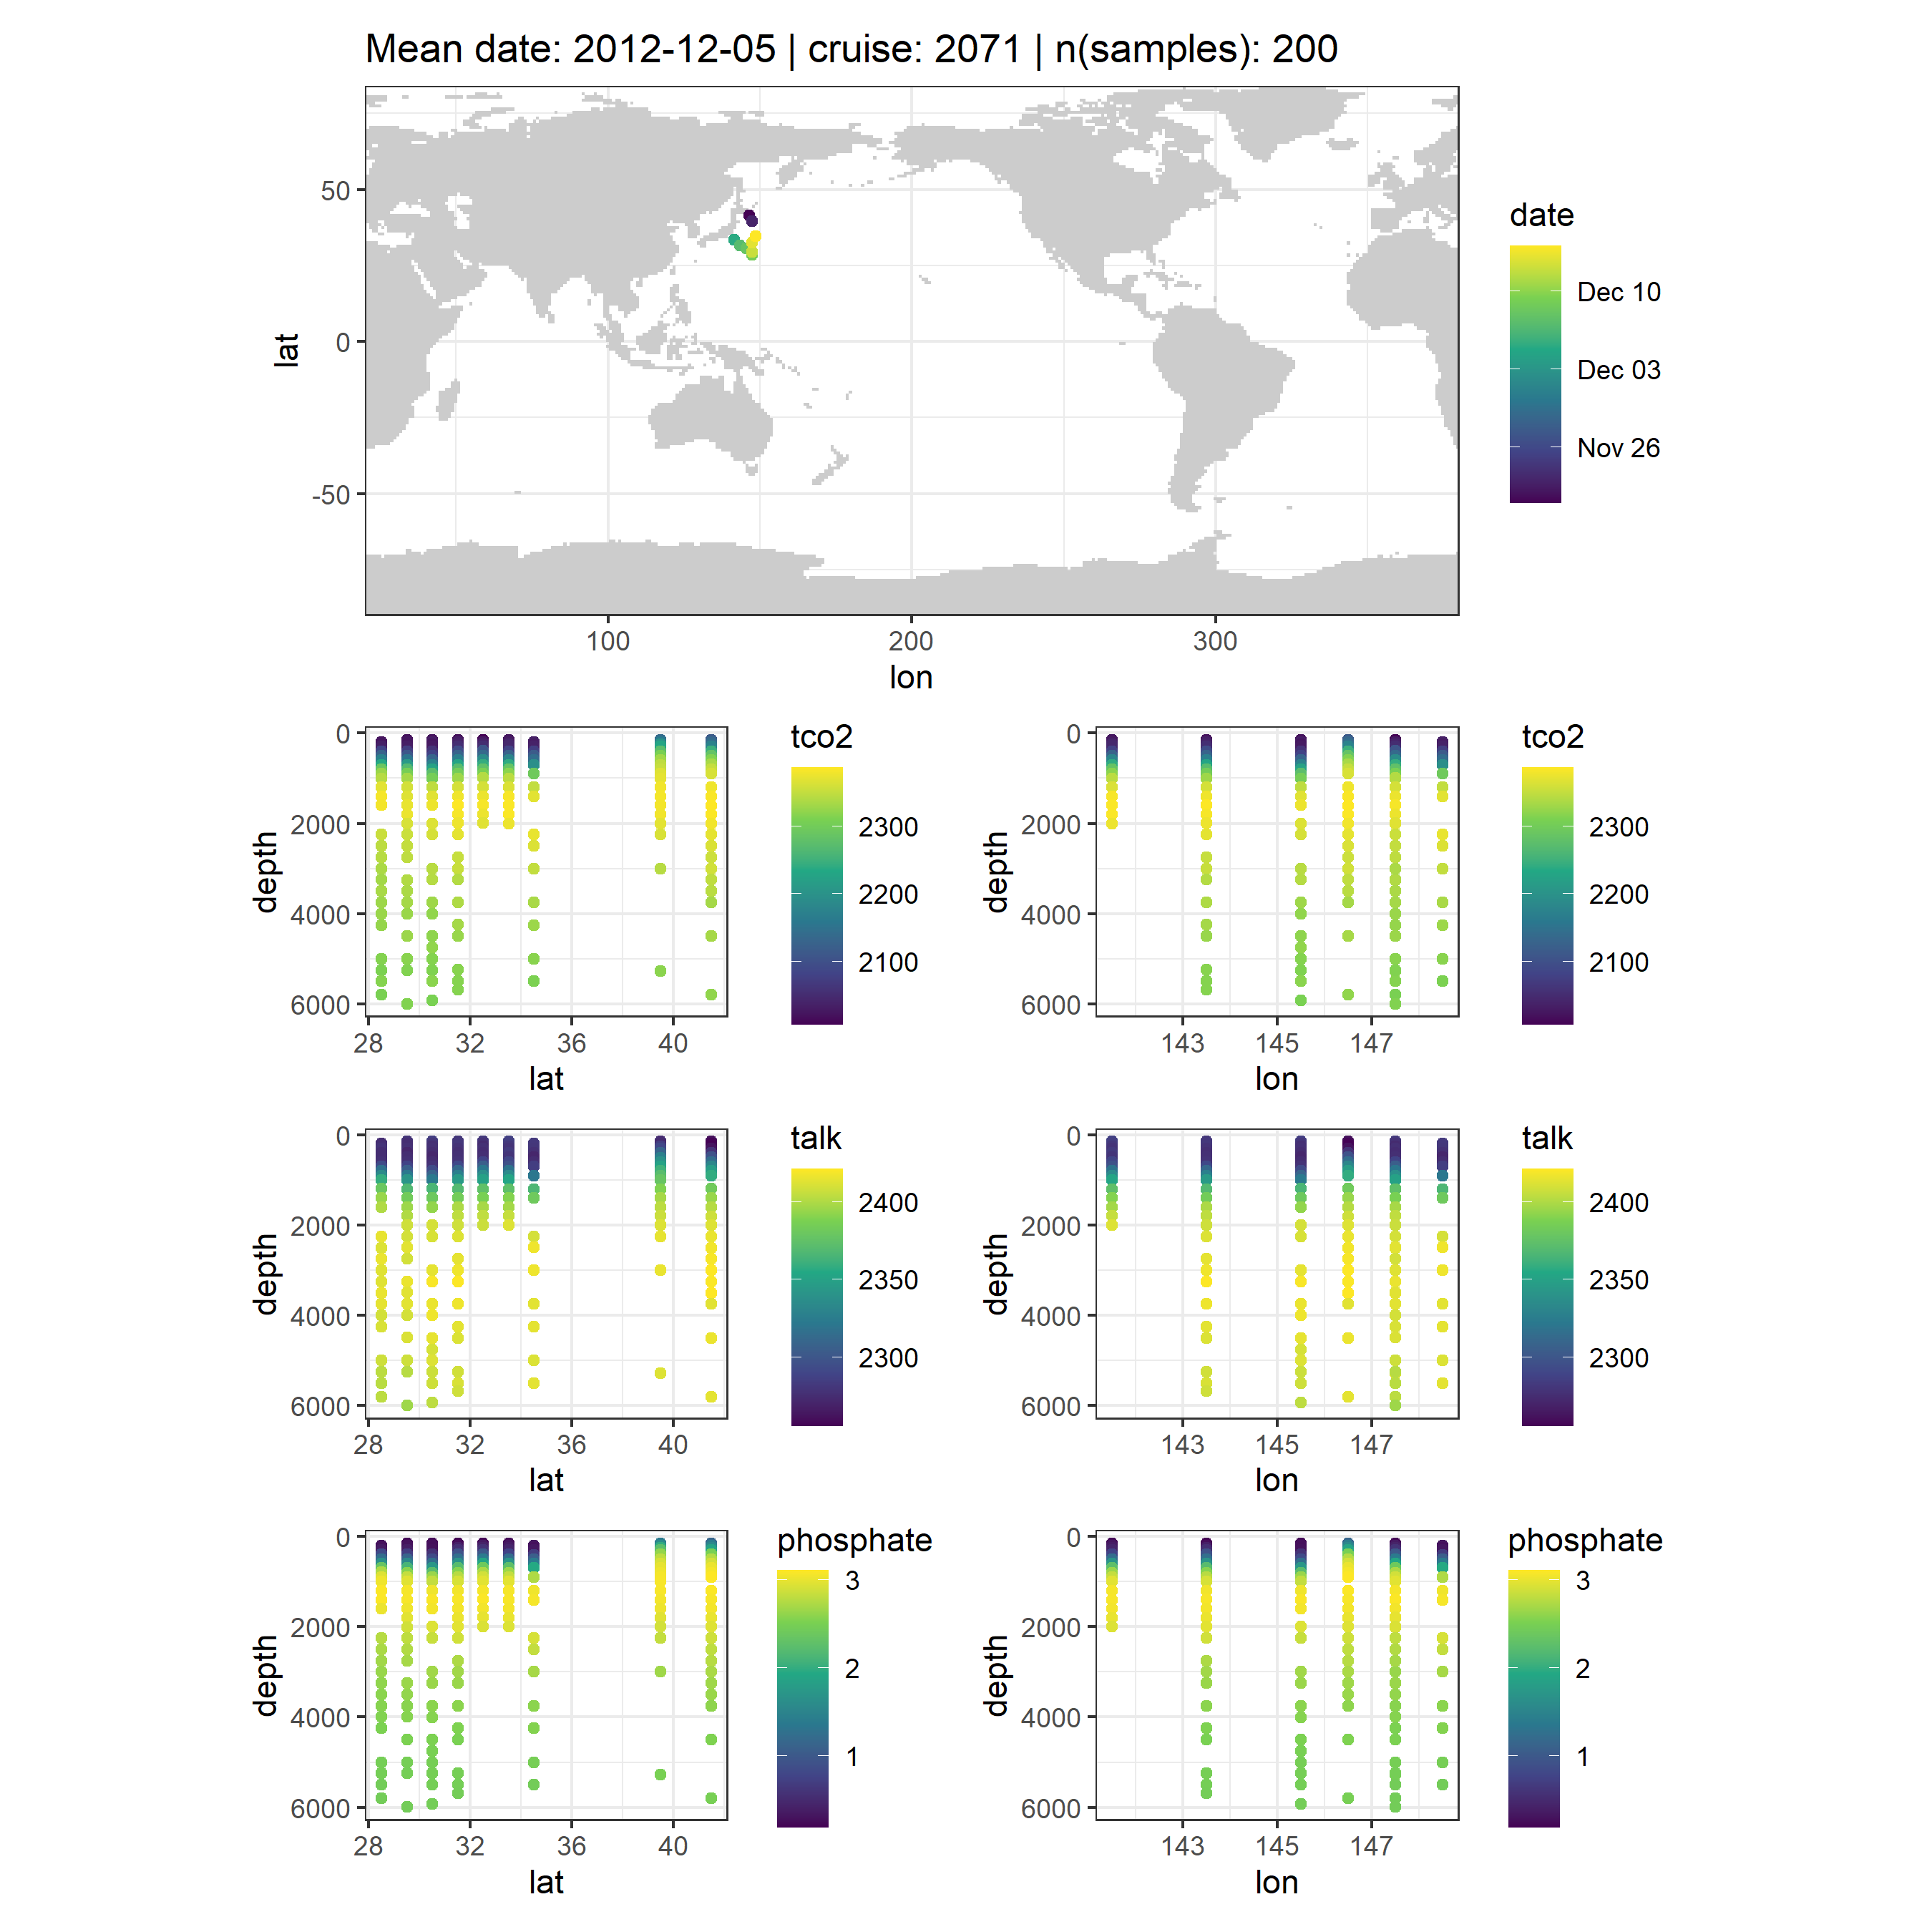 Mean date: 2012-12-05 | cruise: 2071 | n(samples): 200
lat
50
0
-50
100
200
300
lon
date
Dec 10
Dec 03
Nov 26
depth
0
2000
4000
6000
28
32
36
40
lat
tco2
2300
2200
2100
depth
0
2000
4000
6000
143
145
147
lon
tco2
2300
2200
2100
depth
0
2000
4000
6000
28
32
36
40
lat
talk
2400
2350
2300
depth
0
2000
4000
6000
143
145
147
lon
talk
2400
2350
2300
depth
0
2000
4000
6000
28
32
36
40
lat
phosphate
3
2
1
depth
0
2000
4000
6000
143
145
147
lon
phosphate
3
2
1